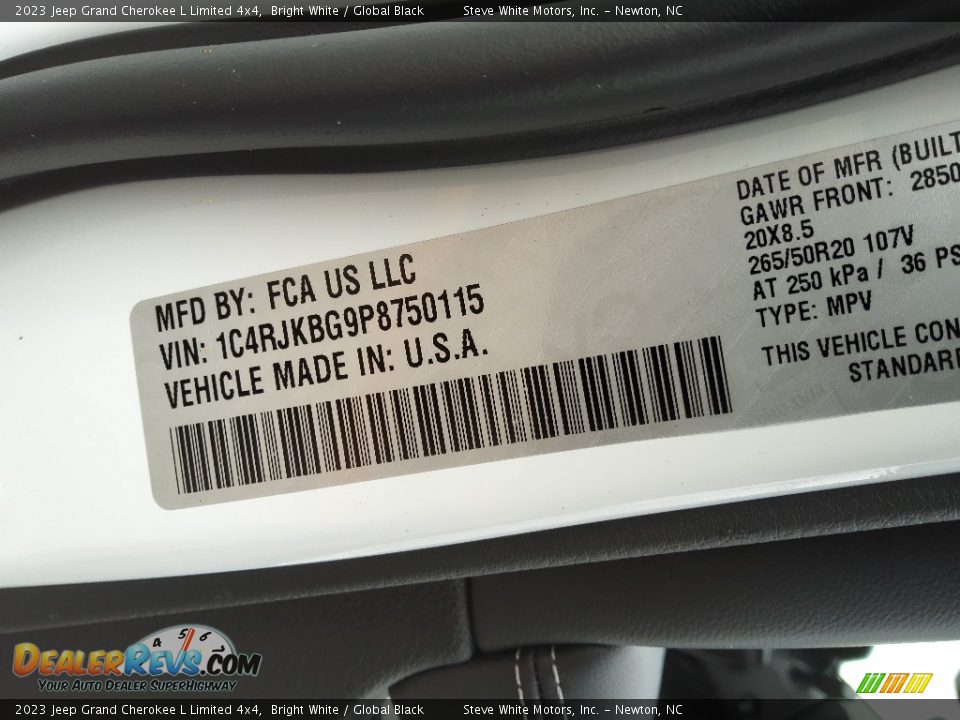 2023 Jeep Grand Cherokee L Limited 4x4, Bright White / Global Black Steve White Motors, Inc. – Newton, NC
MFD BY: FCA US LLC
VIN: 1C4RJKBG9P8750115
VEHICLE MADE IN: U.S.A.
DATE OF MFR (BUILT
GAWR FRONT: 2850
20X8.5
265/50R20 107V
AT 250 kPa / 36 PS
TYPE: MPV
THIS VEHICLE CON
STANDARD
4 5 6
DEALERREVS.COM
YOUR AUTO DEALER SUPERHIGHWAY
2023 Jeep Grand Cherokee L Limited 4x4, Bright White / Global Black Steve White Motors, Inc. – Newton, NC